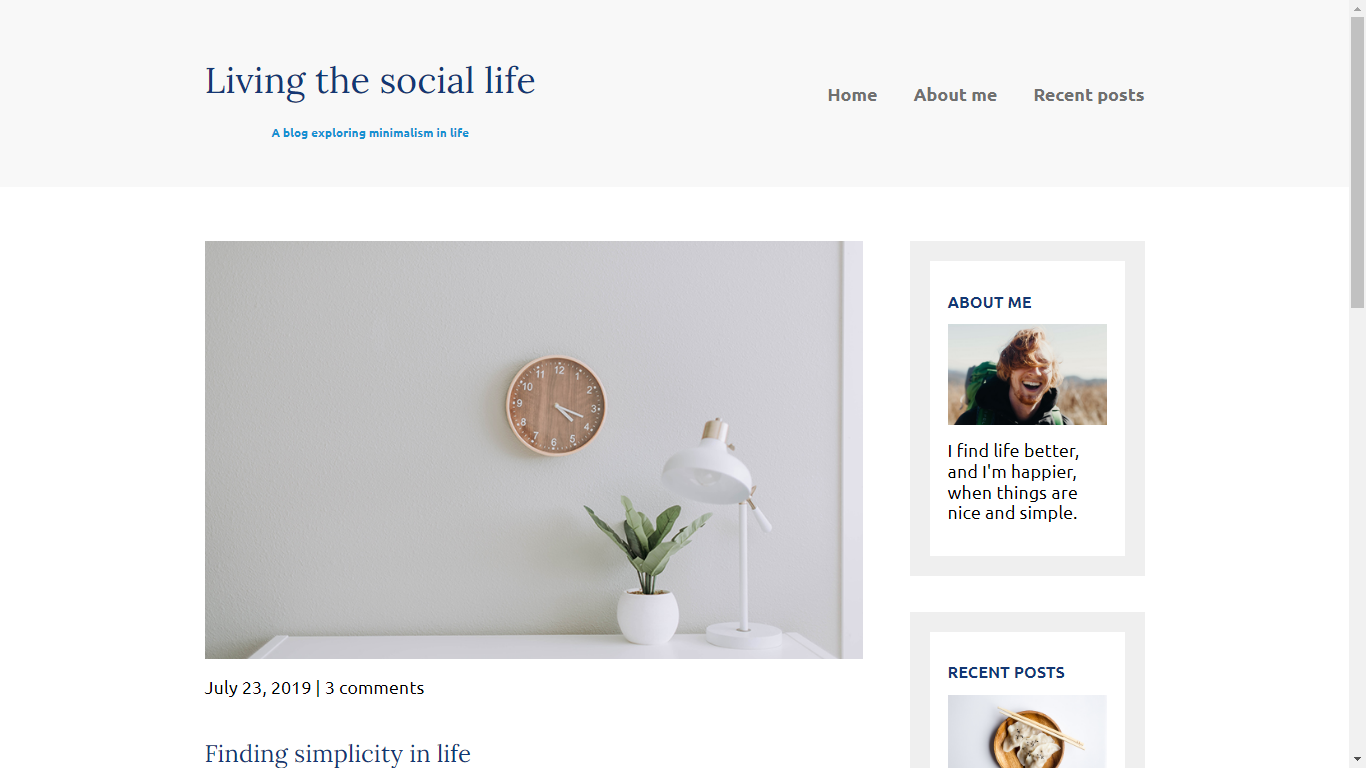 Living the social life
A blog exploring minimalism in life
Home About me Recent posts
12
1
2
3
4
5
6
7
8
9
10
11
July 23, 2019 | 3 comments
Finding simplicity in life
ABOUT ME
I find life better,
and I'm happier,
when things are
nice and simple.
RECENT POSTS